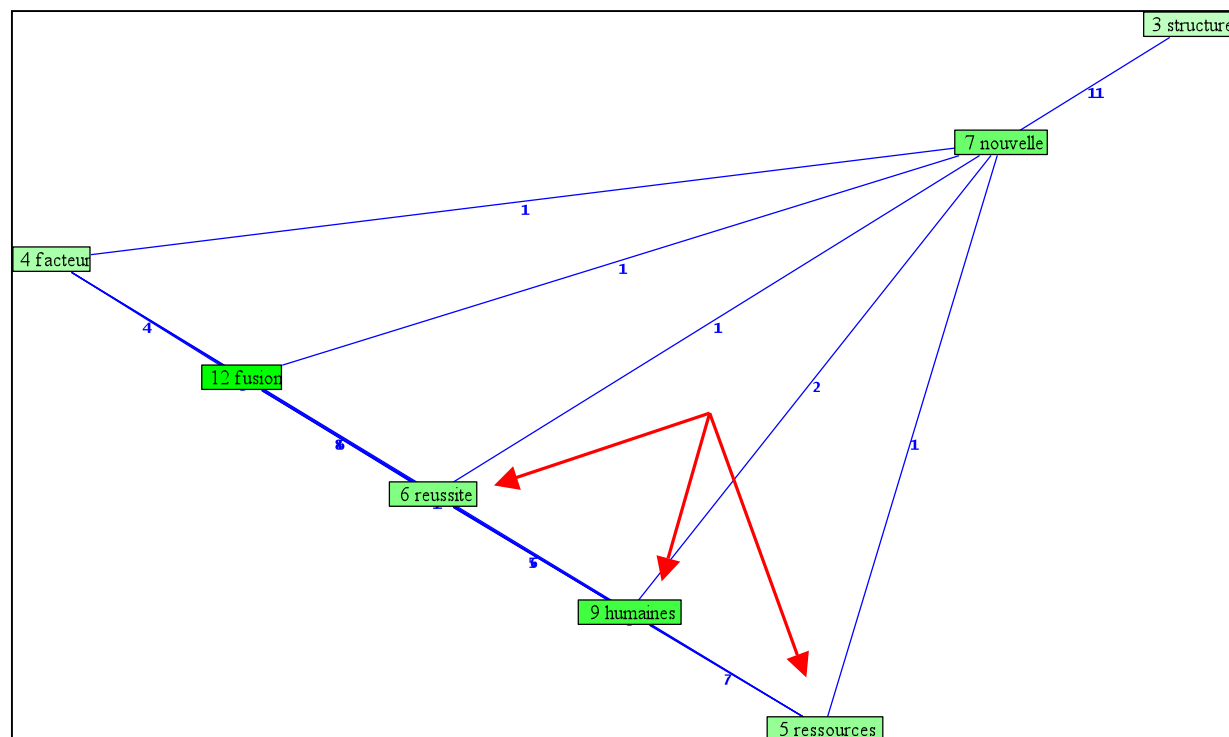 3 structure
11
7 nouvelle
1
4 facteur
1
4
1
12 fusion
2
1
6 reussite
9 humaines
7
5 ressources